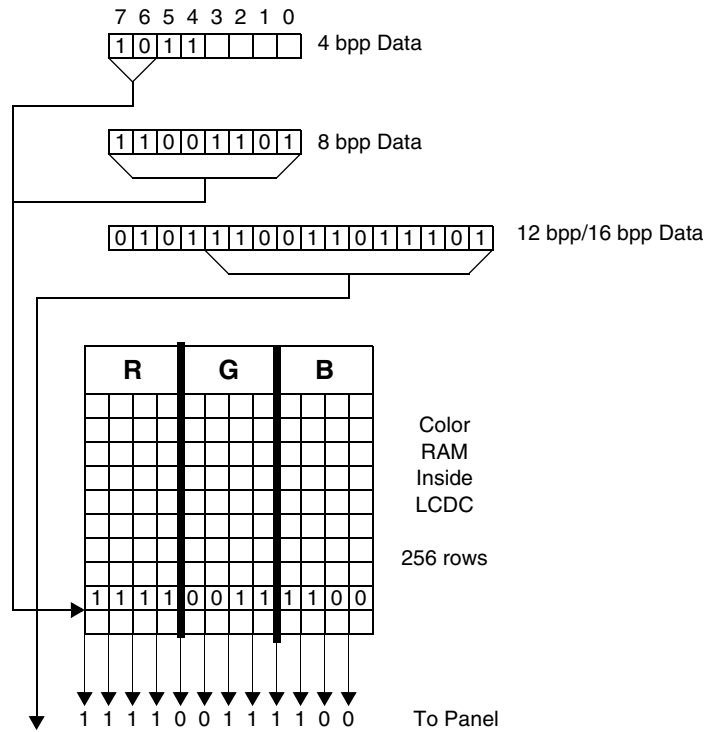 7 6 5 4 3 2 1 0
1 0 1 1 4 bpp Data
1 1 0 0 1 1 0 1 8 bpp Data
0 1 0 1 1 1 0 0 1 1 0 1 1 1 0 1 12 bpp/16 bpp Data
R G B
Color
RAM
Inside
LCDC
256 rows
1 1 1 1 0 0 1 1 1 1 0 0
1 1 1 1 0 0 1 1 1 1 0 0 To Panel